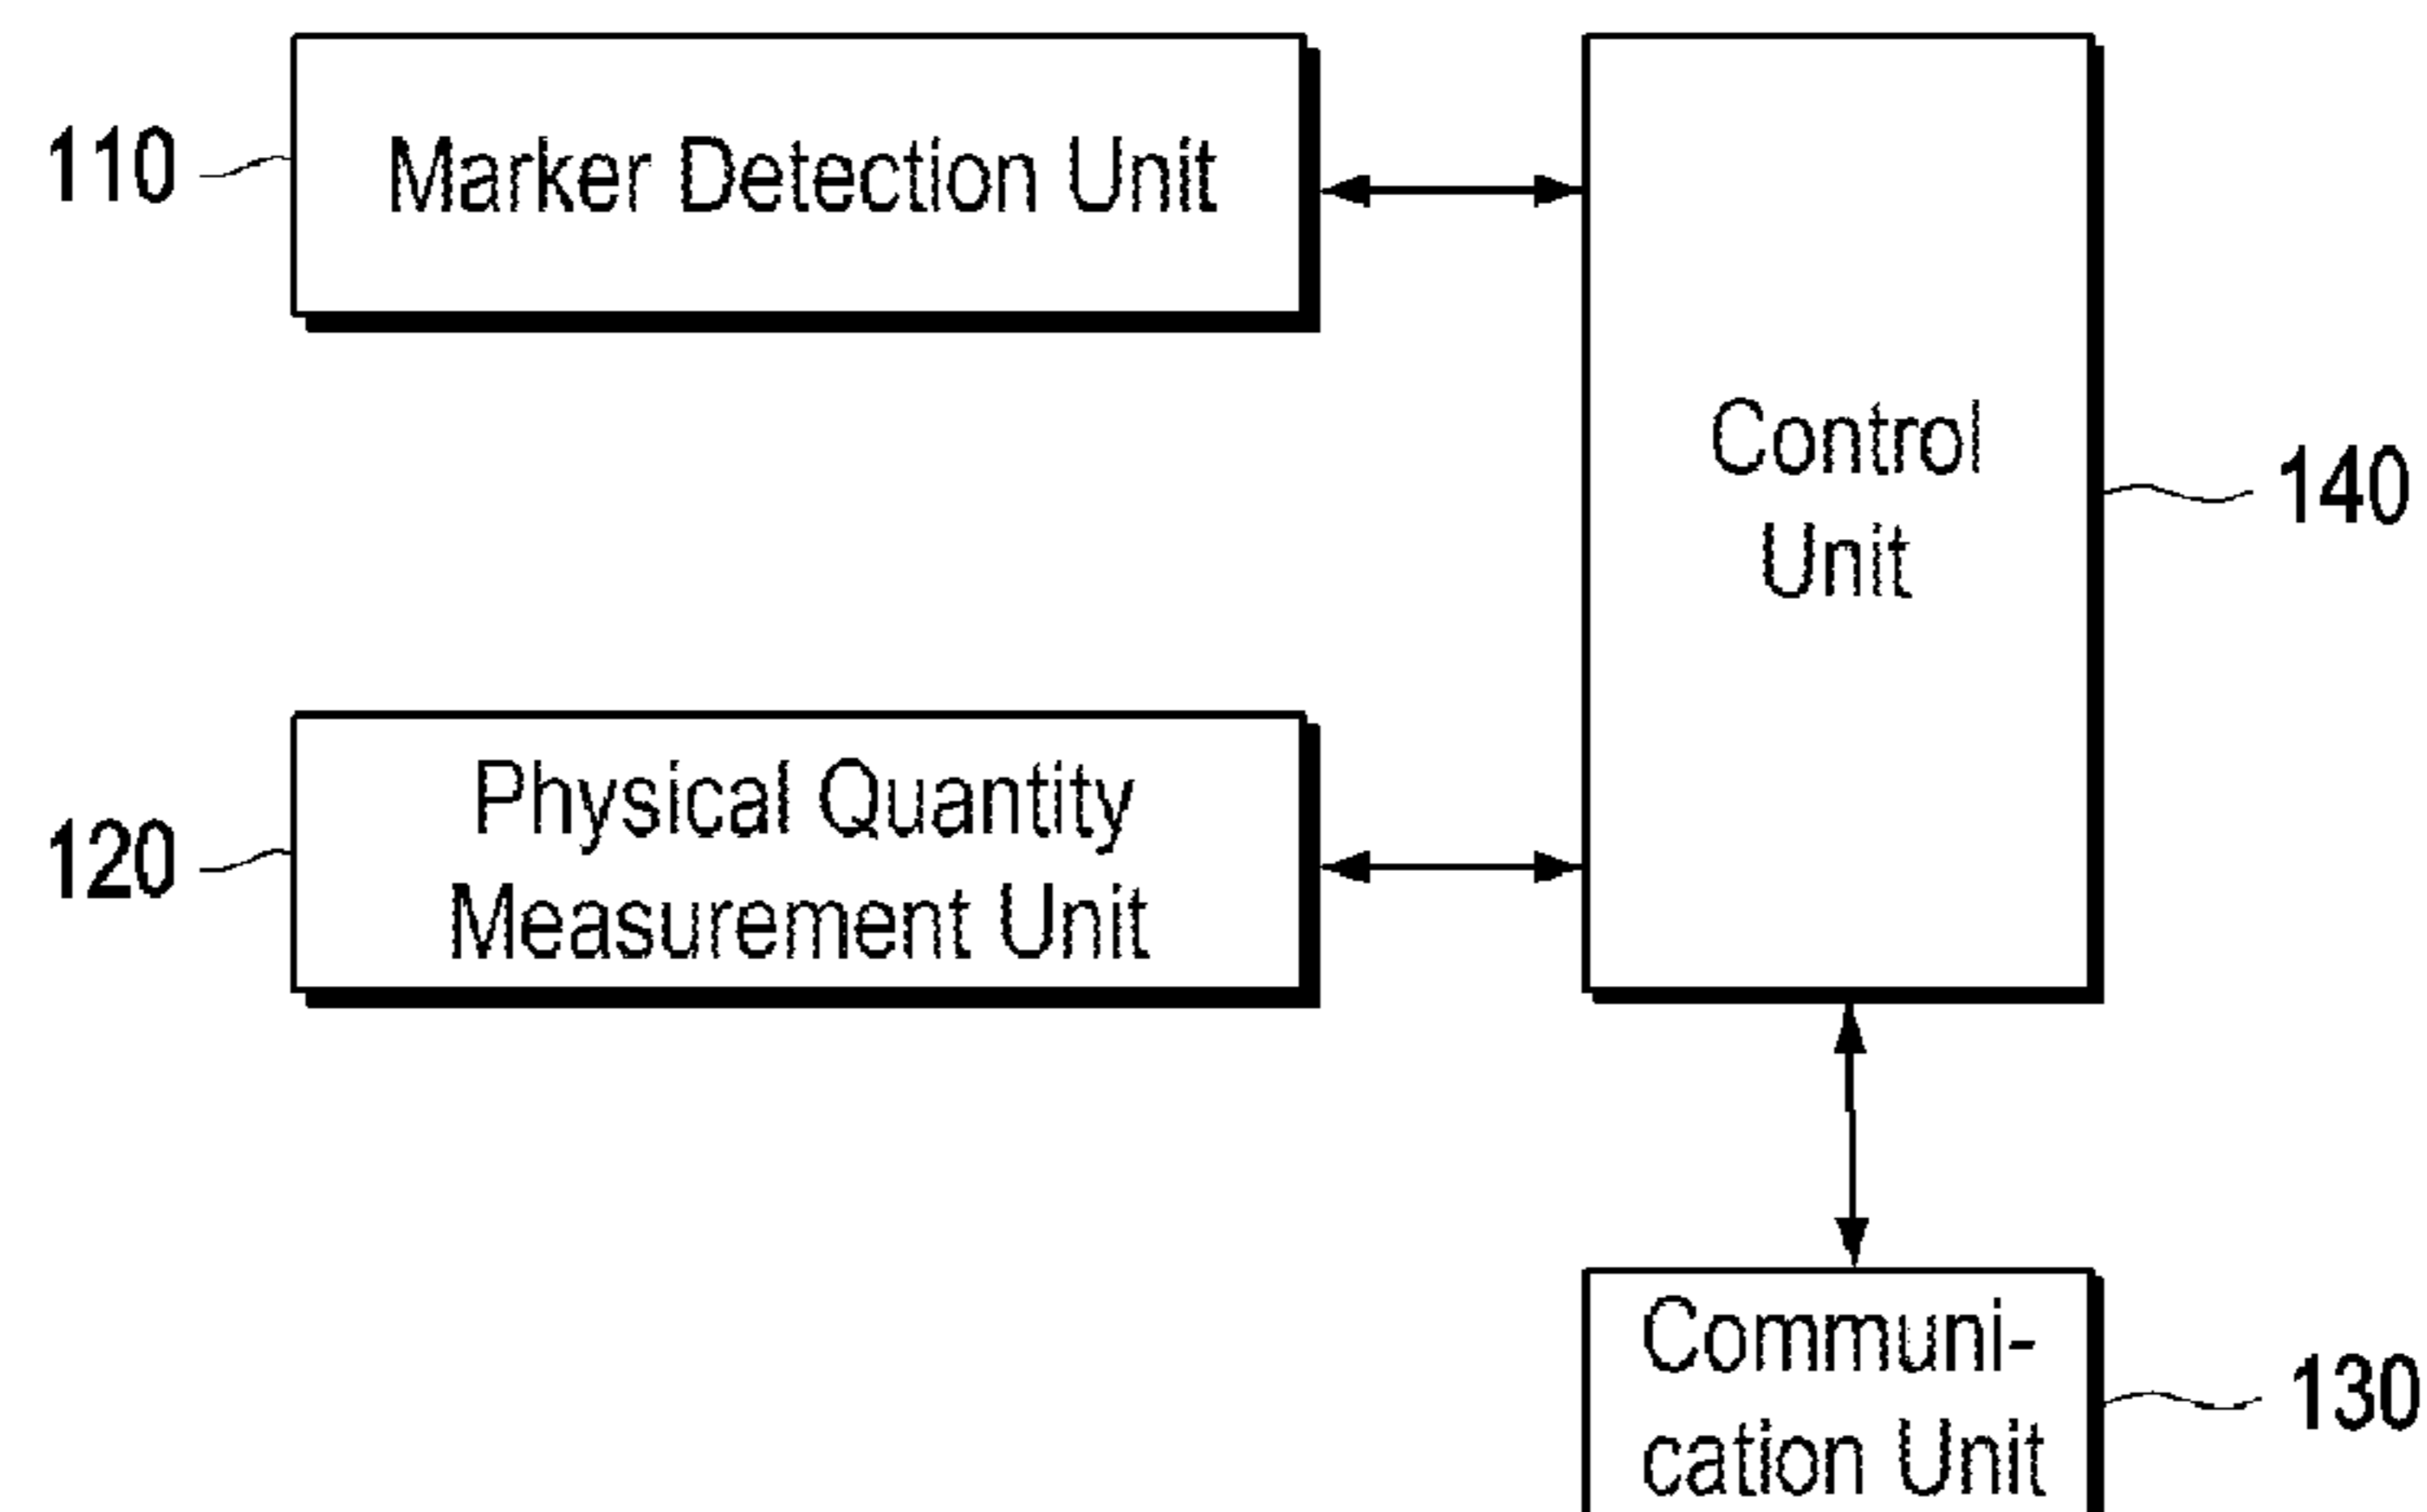 110
Marker Detection Unit
Control
Unit
140
120
Physical Quantity
Measurement Unit
Communi-
cation Unit
130